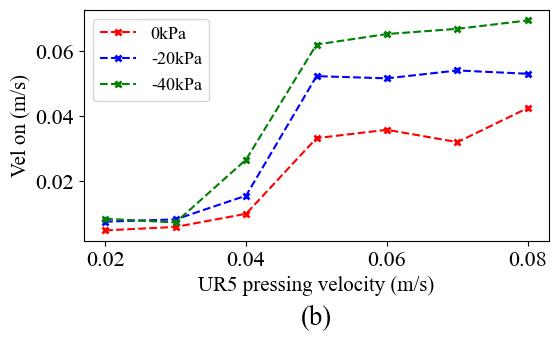 0kPa
-20kPa
-40kPa
Vel on (m/s)
0.06
0.04
0.02
0.02 0.04 0.06 0.08
UR5 pressing velocity (m/s)
(b)